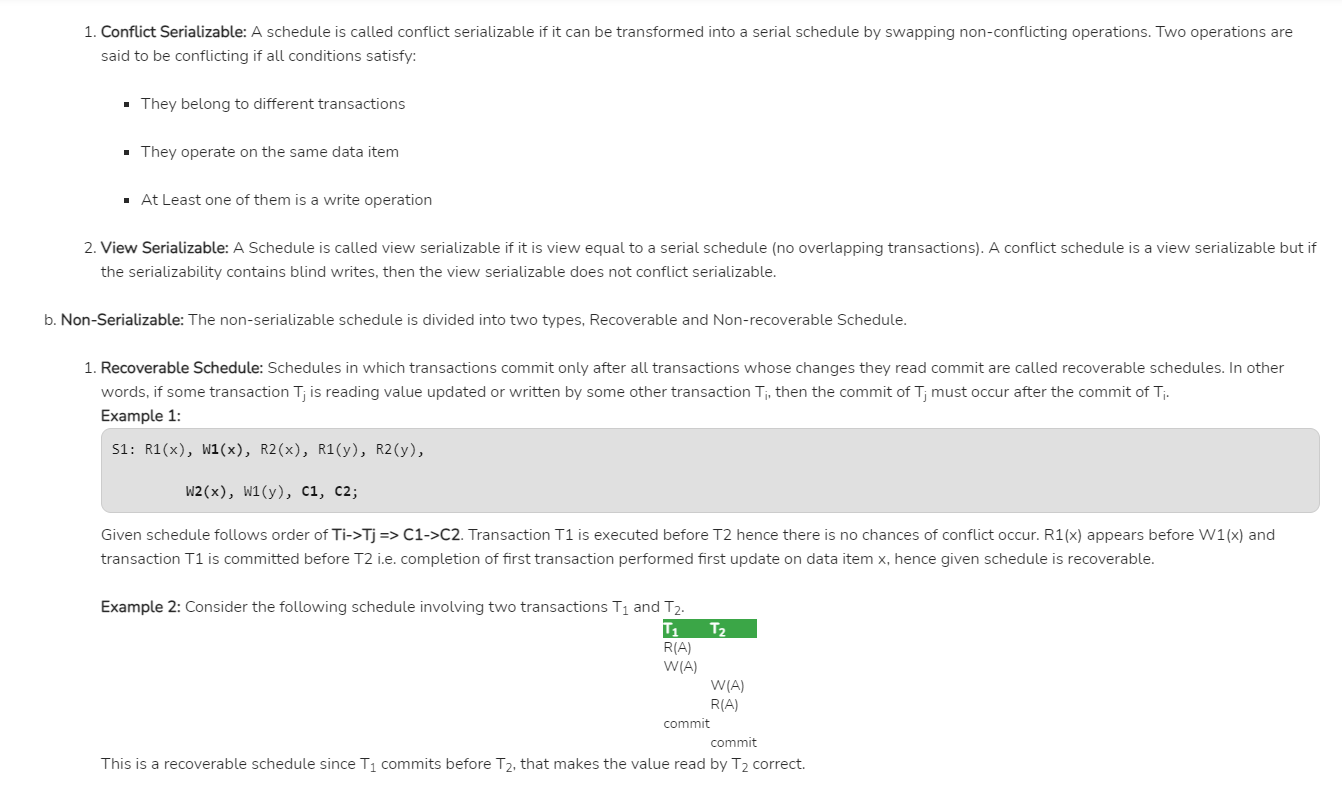 1. Conflict Serializable: A schedule is called conflict serializable if it can be transformed into a serial schedule by swapping non-conflicting operations. Two operations are
said to be conflicting if all conditions satisfy:
▪ They belong to different transactions
▪ They operate on the same data item
▪ At Least one of them is a write operation
2. View Serializable: A Schedule is called view serializable if it is view equal to a serial schedule (no overlapping transactions). A conflict schedule is a view serializable but if
the serializability contains blind writes, then the view serializable does not conflict serializable.
b. Non-Serializable: The non-serializable schedule is divided into two types, Recoverable and Non-recoverable Schedule.
1. Recoverable Schedule: Schedules in which transactions commit only after all transactions whose changes they read commit are called recoverable schedules. In other
words, if some transaction Tj is reading value updated or written by some other transaction Ti, then the commit of Tj must occur after the commit of Ti.
Example 1:
S1: R1(x), W1(x), R2(x), R1(y), R2(y),
W2(x), W1(y), C1, C2;
Given schedule follows order of Ti->Tj => C1->C2. Transaction T1 is executed before T2 hence there is no chances of conflict occur. R1(x) appears before W1(x) and
transaction T1 is committed before T2 i.e. completion of first transaction performed first update on data item x, hence given schedule is recoverable.
Example 2: Consider the following schedule involving two transactions T1 and T2.
T1 T2
R(A)
W(A)
W(A)
R(A)
commit
commit
This is a recoverable schedule since T1 commits before T2, that makes the value read by T2 correct.